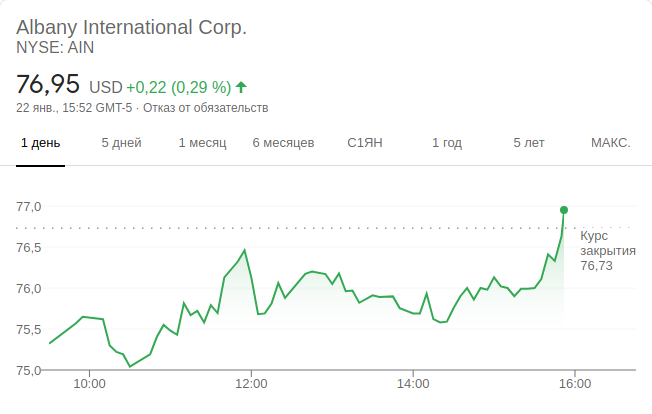 Albany International Corp.
NYSE: AIN
76,95 USD +0,22 (0,29 %)
22 янв., 15:52 GMT-5 · Отказ от обязательств
1 день 5 дней 1 месяц 6 месяцев С1ЯН 1 год 5 лет МАКС.
77,0
76,5
76,0
75,5
75,0
Курс
закрытия
76,73
10:00 12:00 14:00 16:00